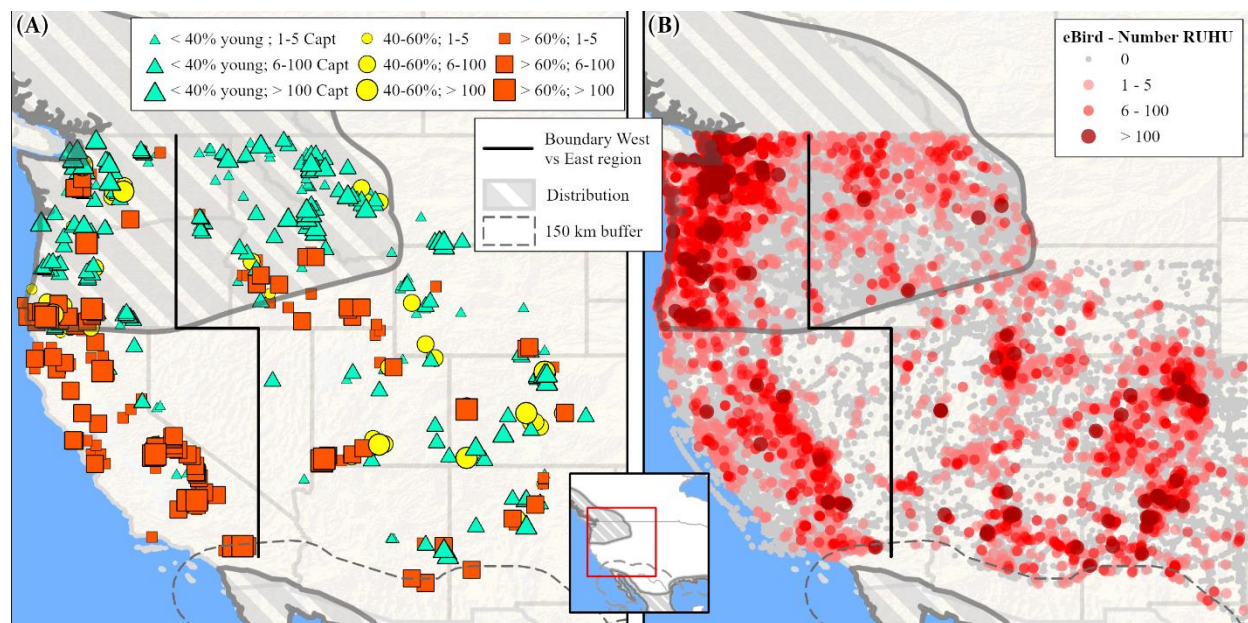 (A)
< 40% young ; 1-5 Capt
40-60%; 1-5
> 60%; 1-5
< 40% young; 6-100 Capt
40-60%; 6-100
> 60%; 6-100
< 40% young; > 100 Capt
40-60%; > 100
> 60%; > 100
Boundary West
vs East region
Distribution
150 km buffer
(B)
eBird - Number RUHU
0
1 - 5
6 - 100
> 100